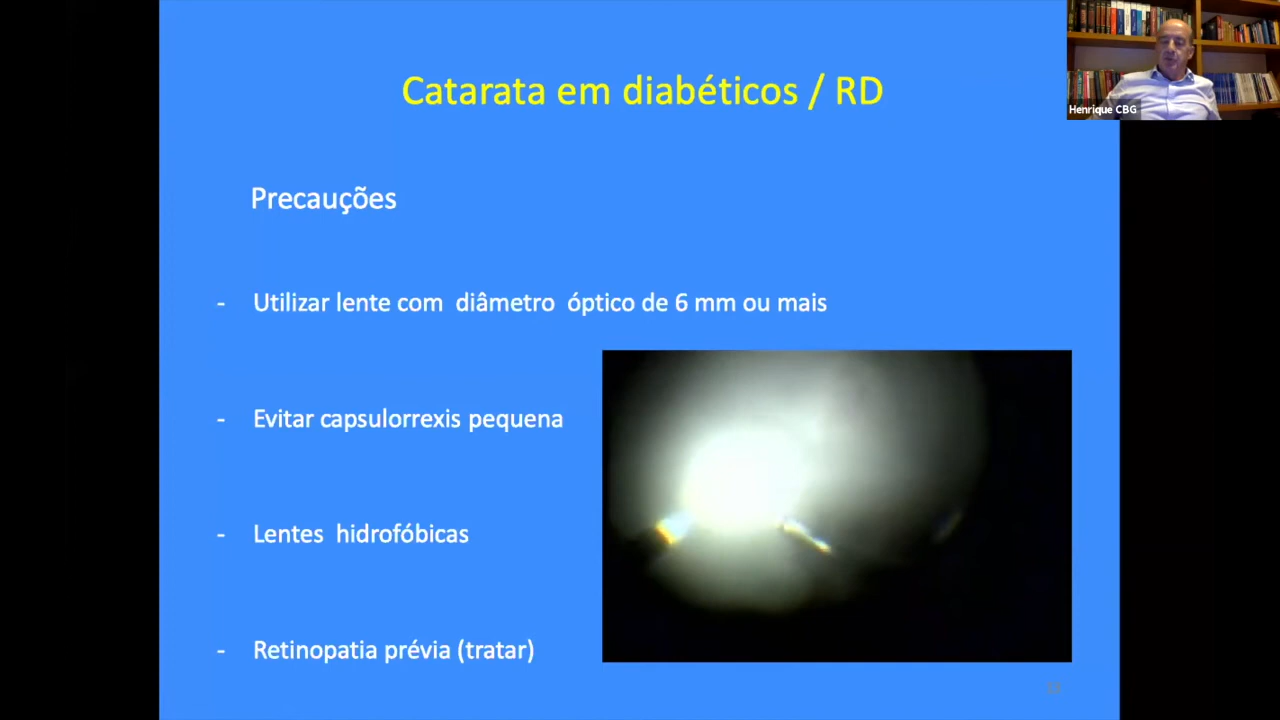 Catarata em diabéticos / RD
Henrique CBG
Precauções
- Utilizar lente com diâmetro óptico de 6 mm ou mais
- Evitar capsulorrexis pequena
- Lentes hidrofóbicas
- Retinopatia prévia (tratar)